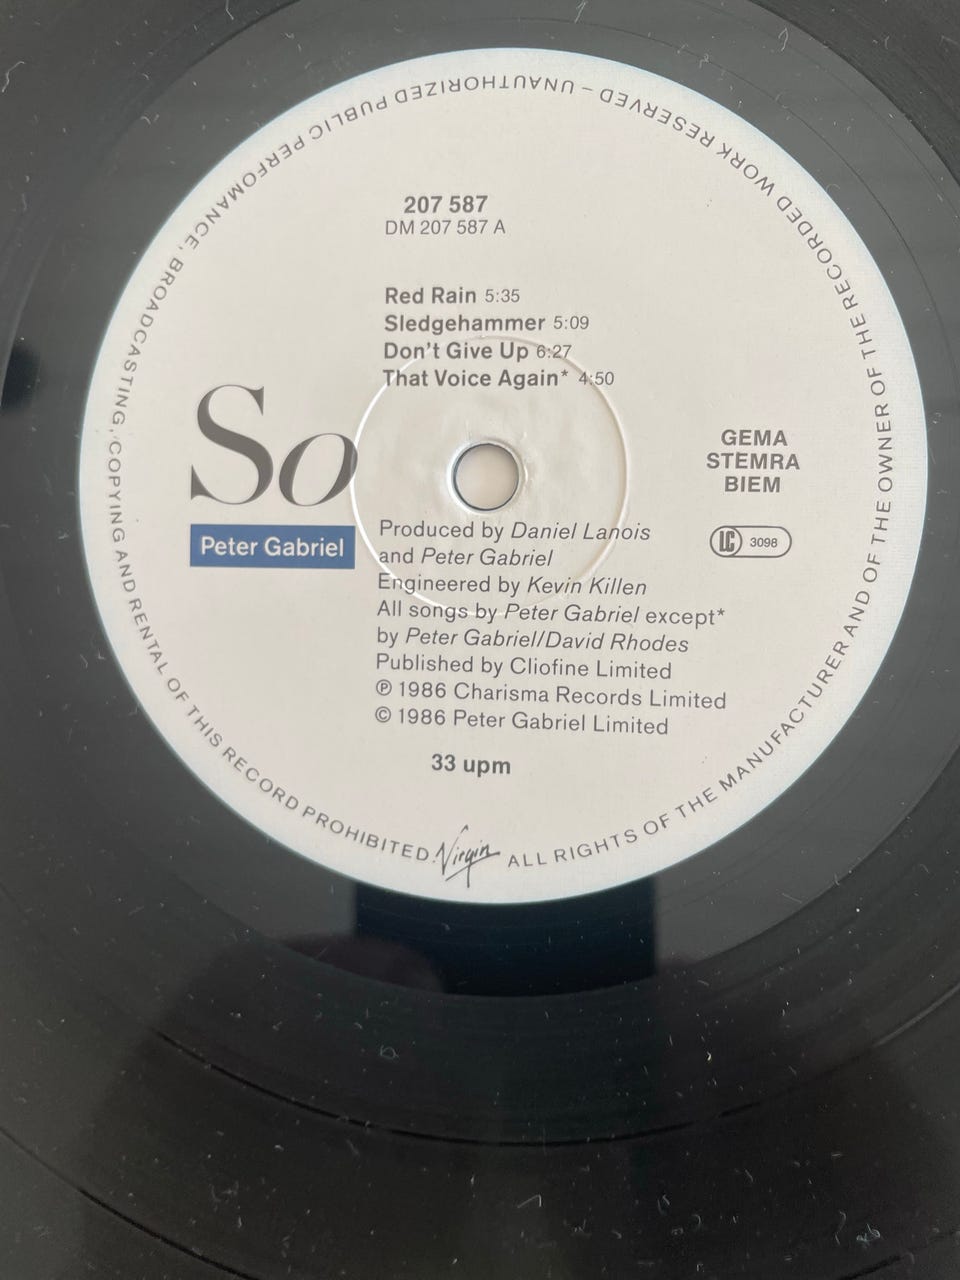 207 587
DM 207 587 A
Red Rain 5:35
Sledgehammer 5:09
Don't Give Up 6:27
That Voice Again* 4:50
So
Peter Gabriel
GEMA
STEMRA
BIEM
LC 3098
Produced by Daniel Lanois
and Peter Gabriel
Engineered by Kevin Killen
All songs by Peter Gabriel except*
by Peter Gabriel/David Rhodes
Published by Cliofine Limited
℗ 1986 Charisma Records Limited
© 1986 Peter Gabriel Limited
33 upm
Virgin
ALL RIGHTS OF THE MANUFACTURER AND OF THE OWNER OF THE RECORDED WORK RESERVED – UNAUTHORIZED PUBLIC PERFOMANCE, BROADCASTING, COPYING AND RENTAL OF THIS RECORD PROHIBITED.